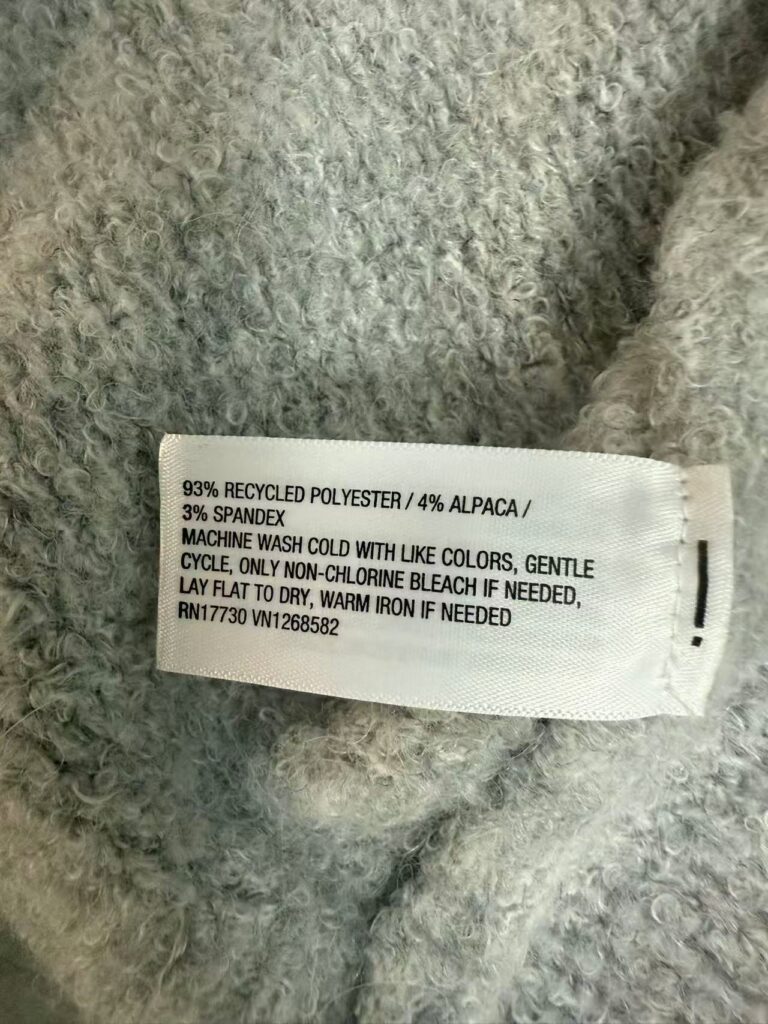 93% RECYCLED POLYESTER / 4% ALPACA /
3% SPANDEX
MACHINE WASH COLD WITH LIKE COLORS, GENTLE
CYCLE, ONLY NON-CHLORINE BLEACH IF NEEDED,
LAY FLAT TO DRY, WARM IRON IF NEEDED
RN17730 VN1268582